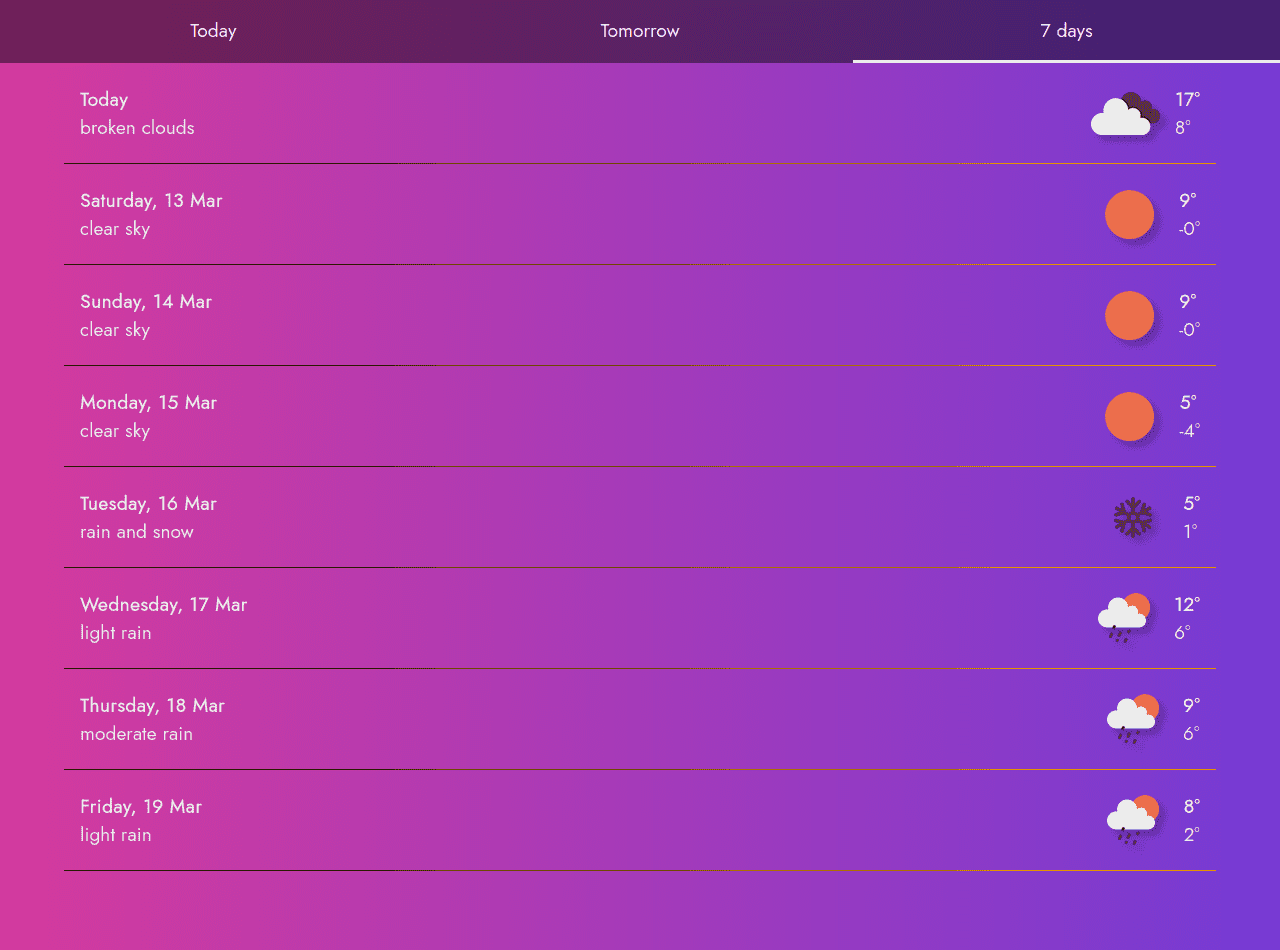 Today Tomorrow 7 days
Today 17°
broken clouds 8°
Saturday, 13 Mar 9°
clear sky -0°
Sunday, 14 Mar 9°
clear sky -0°
Monday, 15 Mar 5°
clear sky -4°
Tuesday, 16 Mar 5°
rain and snow 1°
Wednesday, 17 Mar 12°
light rain 6°
Thursday, 18 Mar 9°
moderate rain 6°
Friday, 19 Mar 8°
light rain 2°